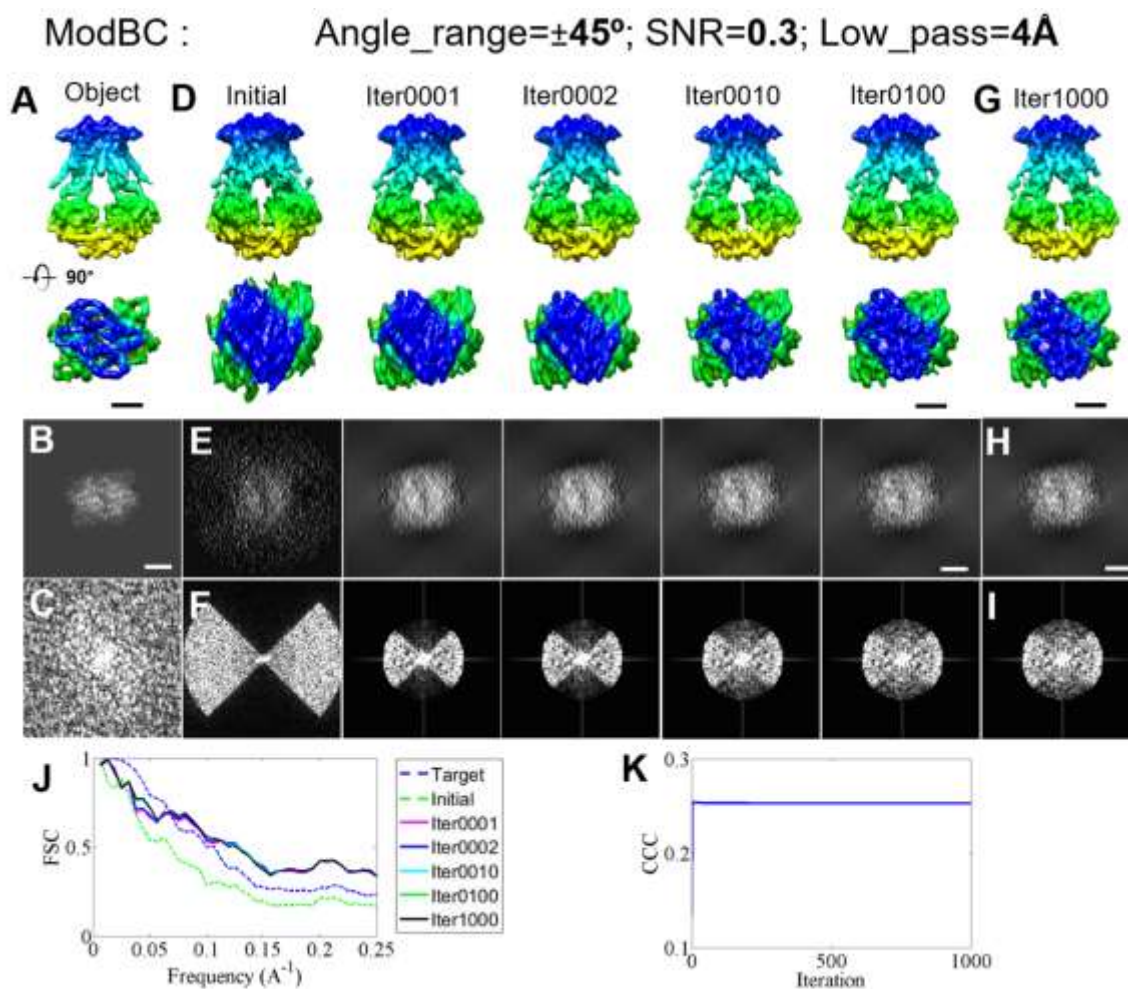 ModBC : Angle_range=±45º; SNR=0.3; Low_pass=4Å
A Object D Initial Iter0001 Iter0002 Iter0010 Iter0100 G Iter1000
90°
B E H
C F I
J
1
0.5
0
FSC
0 0.05 0.1 0.15 0.2 0.25
Frequency (A⁻¹)
Target
Initial
Iter0001
Iter0002
Iter0010
Iter0100
Iter1000
K
0.3
0.2
0.1
CCC
0 500 1000
Iteration